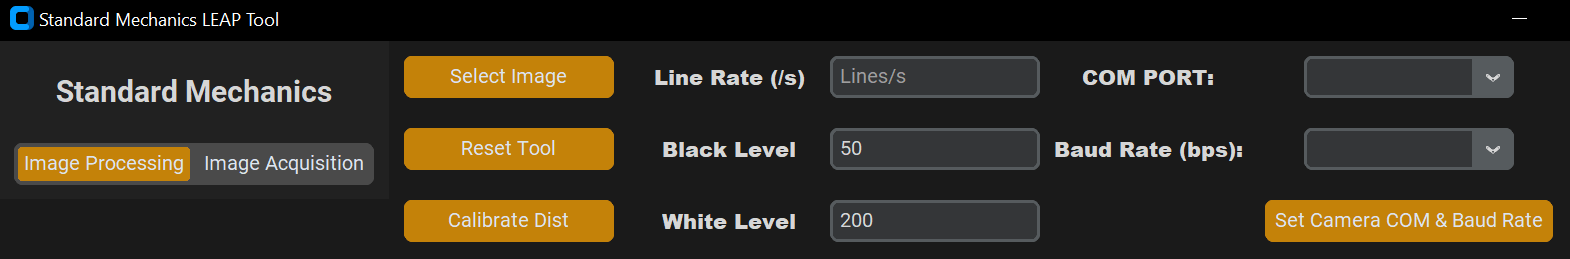 Standard Mechanics LEAP Tool
Standard Mechanics
Image Processing Image Acquisition
Select Image Line Rate (/s) Lines/s COM PORT:
Reset Tool Black Level 50 Baud Rate (bps):
Calibrate Dist White Level 200 Set Camera COM & Baud Rate